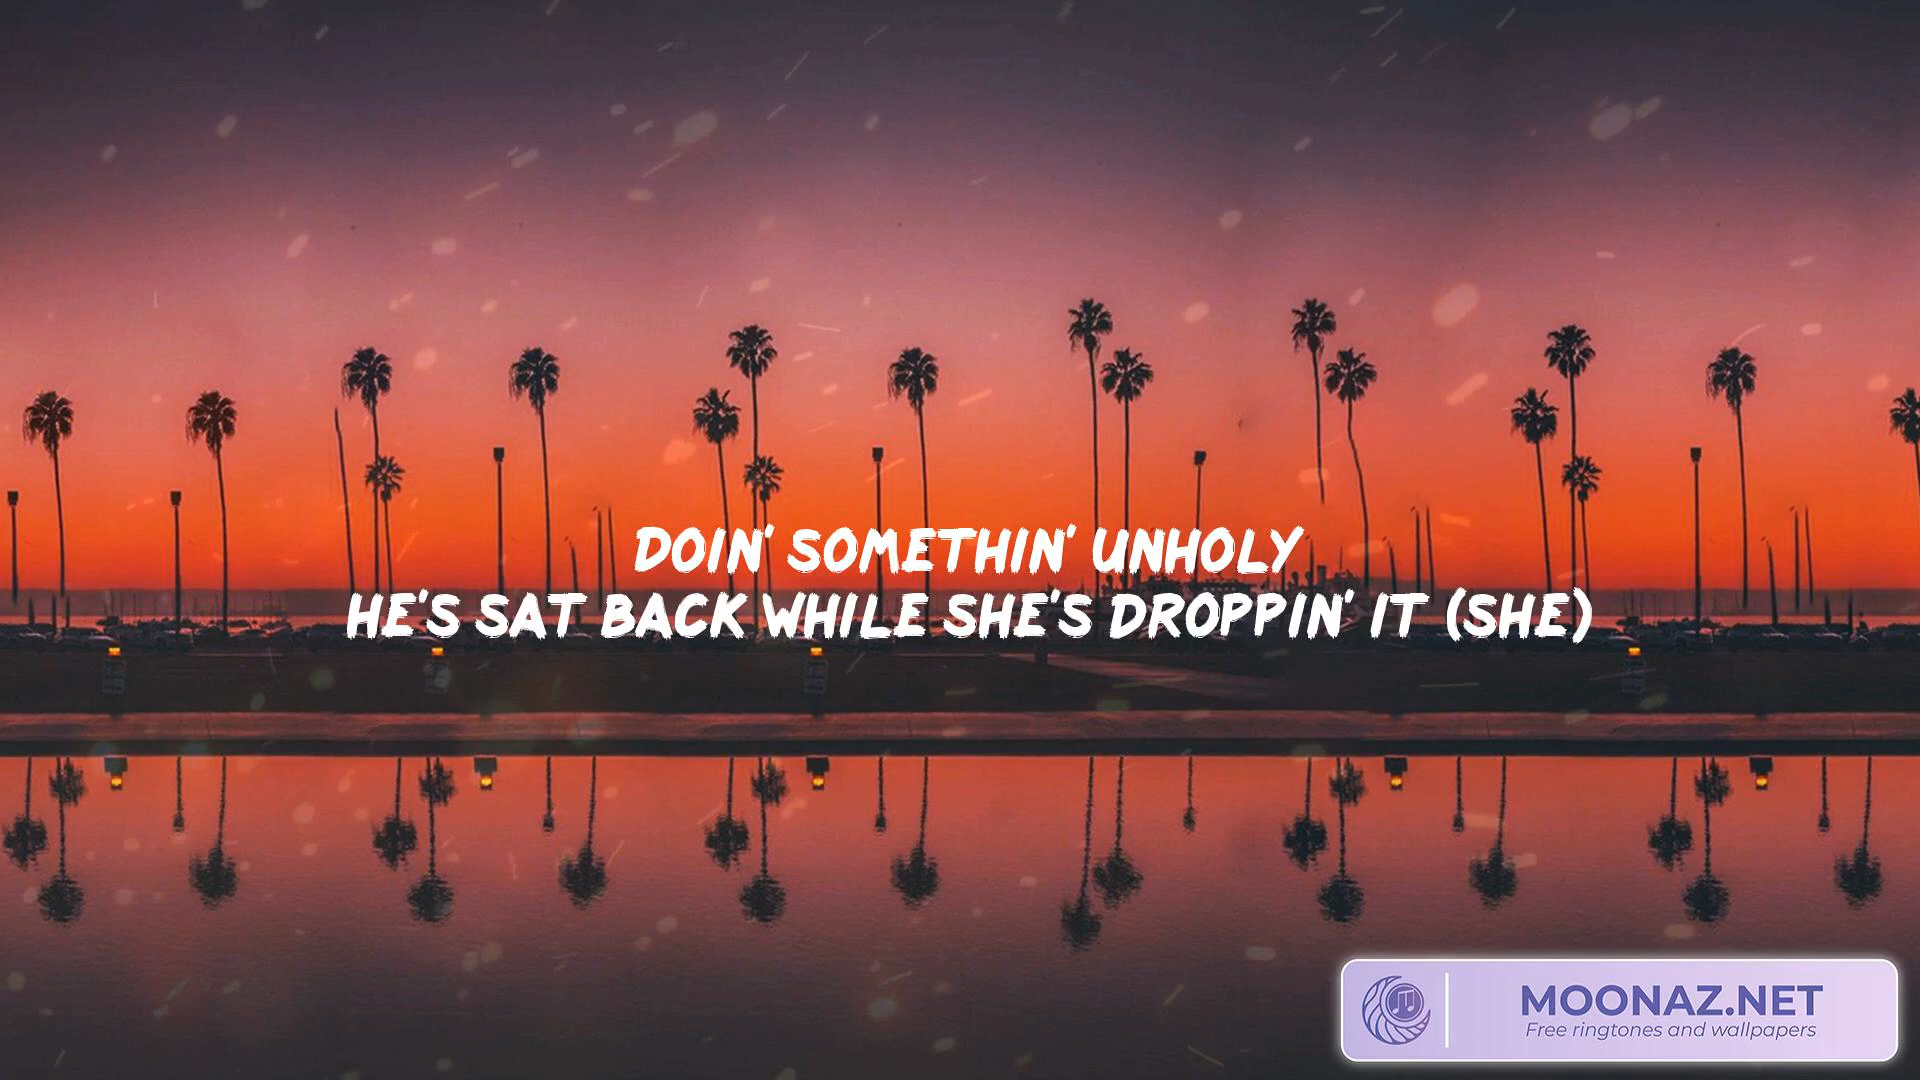 DOIN' SOMETHIN' UNHOLY
HE'S SAT BACK WHILE SHE'S DROPPIN' IT (SHE)
MOONAZ.NET
Free ringtones and wallpapers